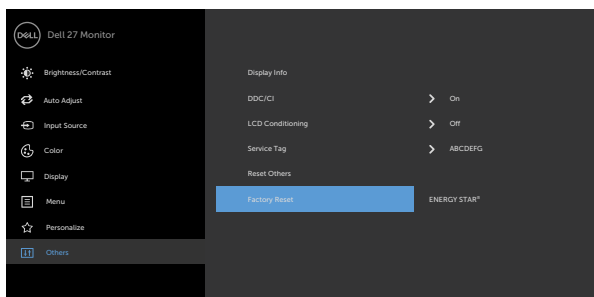 DELL Dell 27 Monitor
Brightness/Contrast
Display Info
Auto Adjust
DDC/CI On
Input Source
LCD Conditioning Off
Color
Service Tag ABCDEFG
Display
Reset Others
Menu
Factory Reset ENERGY STAR®
Personalize
Others